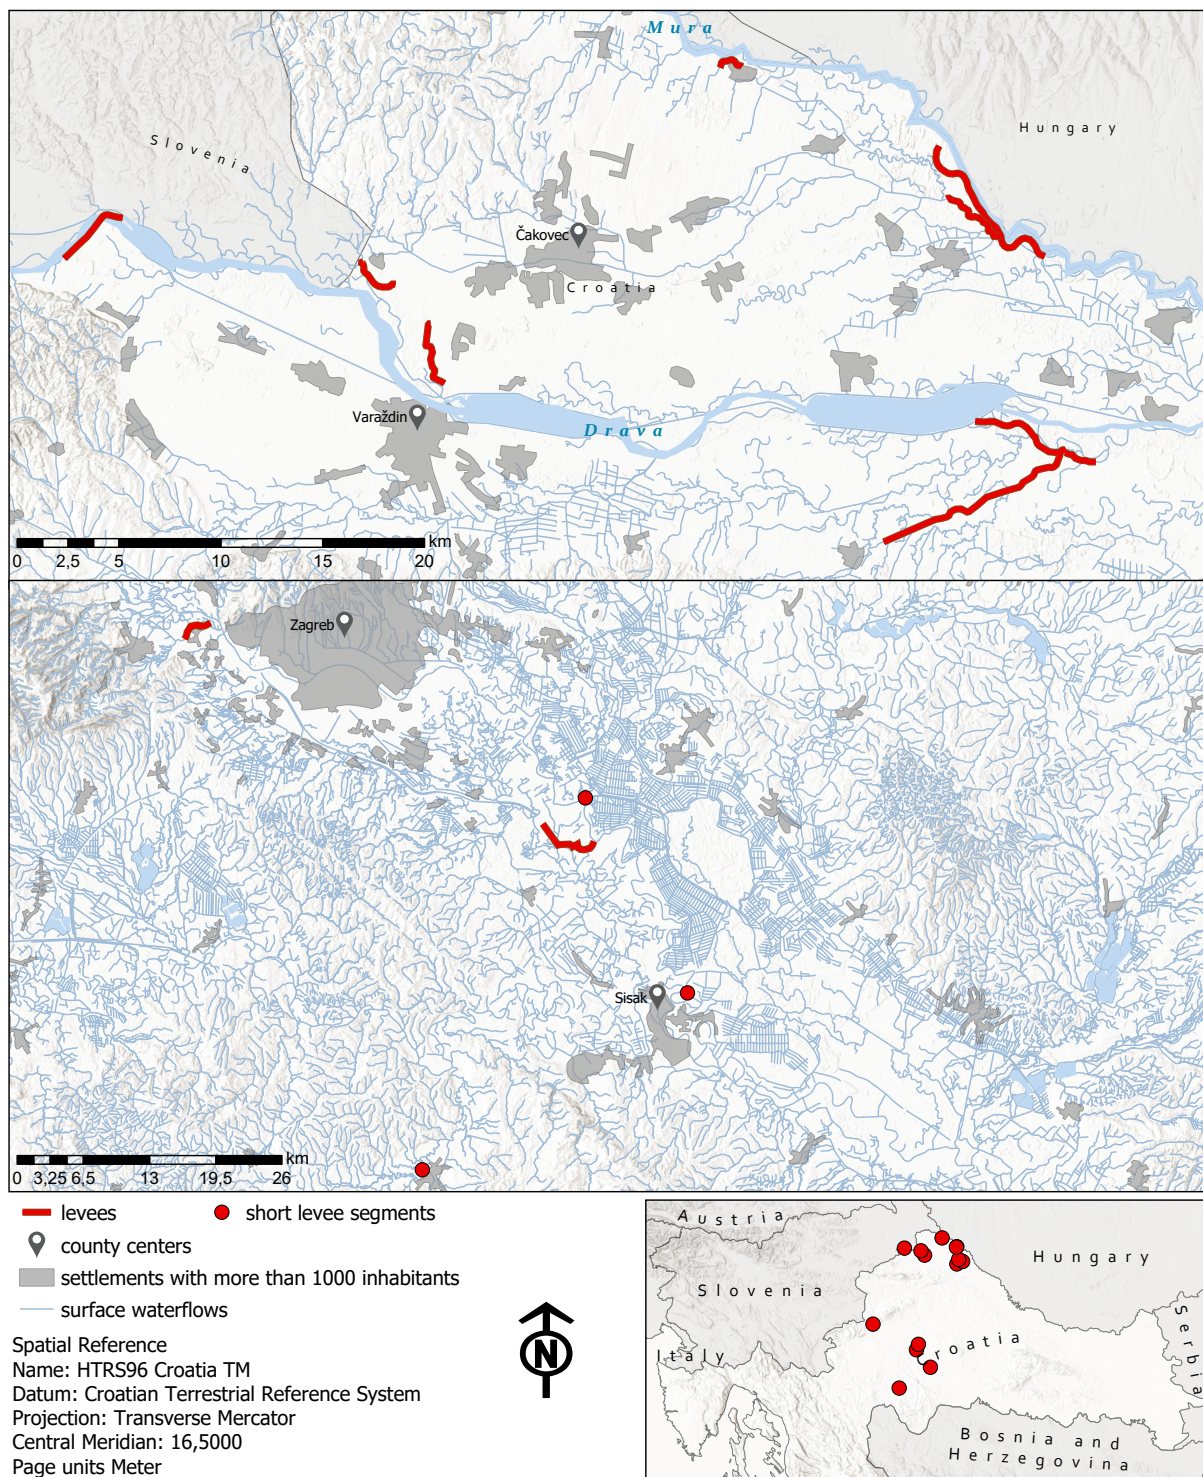 Mura
Hungary
Slovenia
Čakovec
Croatia
Varaždin
Drava
km
0 2,5 5 10 15 20
Zagreb
Sisak
km
0 3,25 6,5 13 19,5 26
levees
short levee segments
county centers
settlements with more than 1000 inhabitants
surface waterflows
Spatial Reference
Name: HTRS96 Croatia TM
Datum: Croatian Terrestrial Reference System
Projection: Transverse Mercator
Central Meridian: 16,5000
Page units Meter
N
Austria
Hungary
Slovenia
Serbia
Italy
Croatia
Bosnia and
Herzegovina